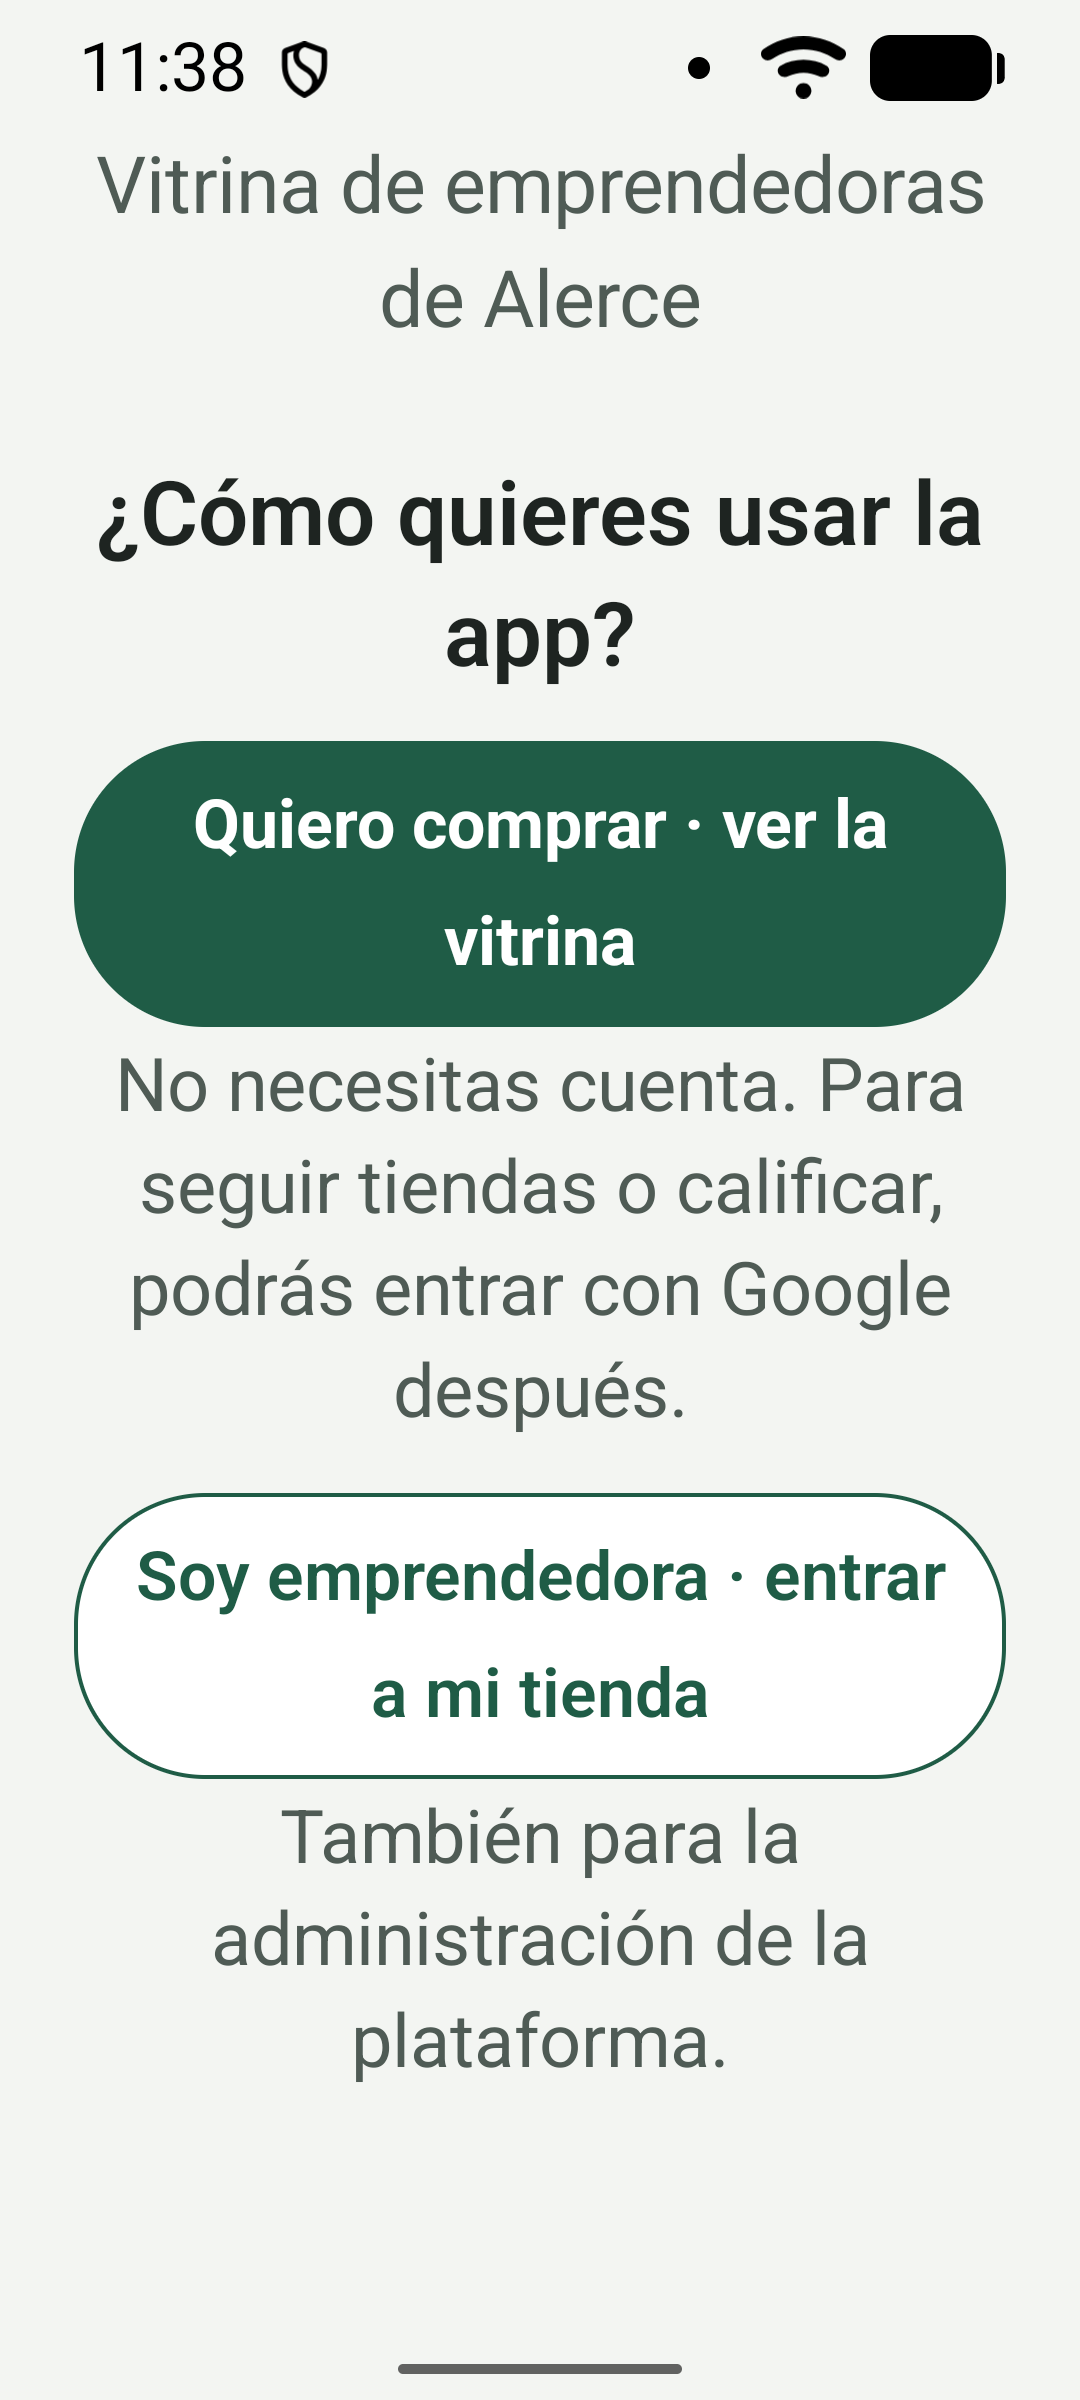 11:38
Vitrina de emprendedoras
de Alerce
¿Cómo quieres usar la
app?
Quiero comprar · ver la
vitrina
No necesitas cuenta. Para
seguir tiendas o calificar,
podrás entrar con Google
después.
Soy emprendedora · entrar
a mi tienda
También para la
administración de la
plataforma.